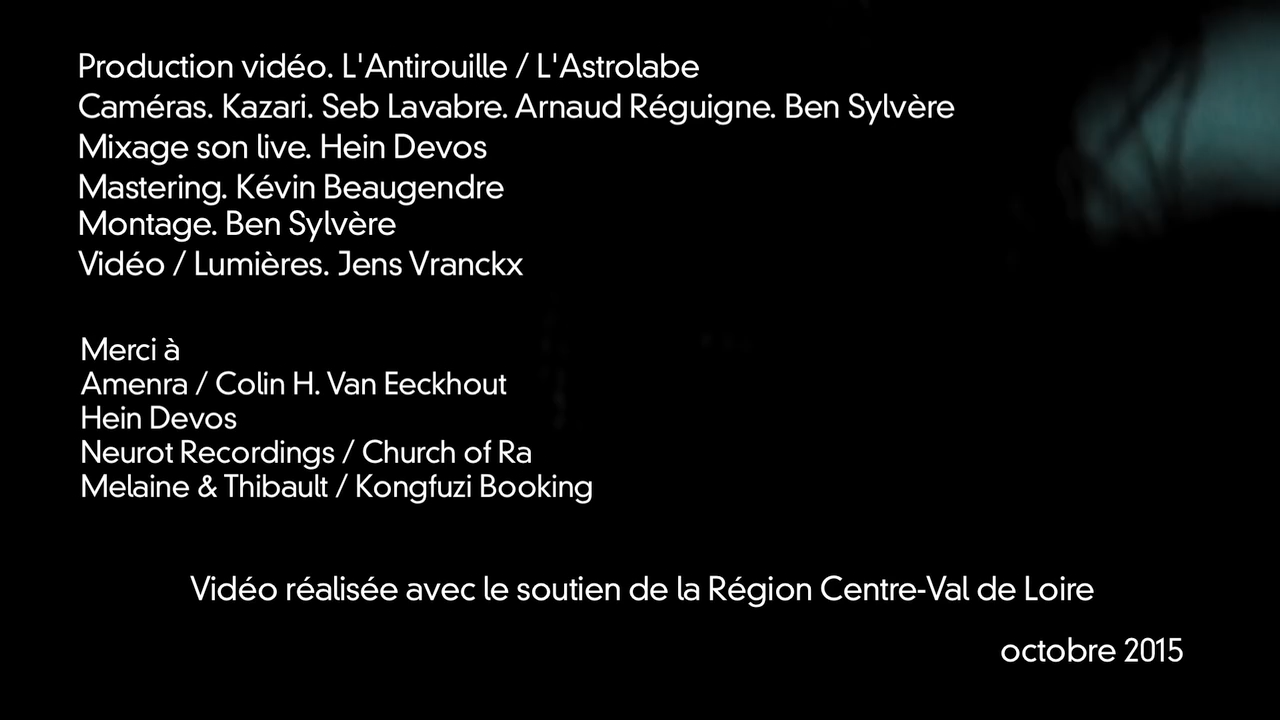 Production vidéo. L'Antirouille / L'Astrolabe
Caméras. Kazari. Seb Lavabre. Arnaud Réguigne. Ben Sylvère
Mixage son live. Hein Devos
Mastering. Kévin Beaugendre
Montage. Ben Sylvère
Vidéo / Lumières. Jens Vranckx
Merci à
Amenra / Colin H. Van Eeckhout
Hein Devos
Neurot Recordings / Church of Ra
Melaine & Thibault / Kongfuzi Booking
Vidéo réalisée avec le soutien de la Région Centre-Val de Loire
octobre 2015